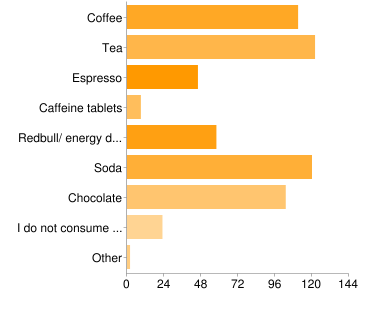 Coffee
Tea
Espresso
Caffeine tablets
Redbull/ energy d...
Soda
Chocolate
I do not consume ...
Other
0 24 48 72 96 120 144